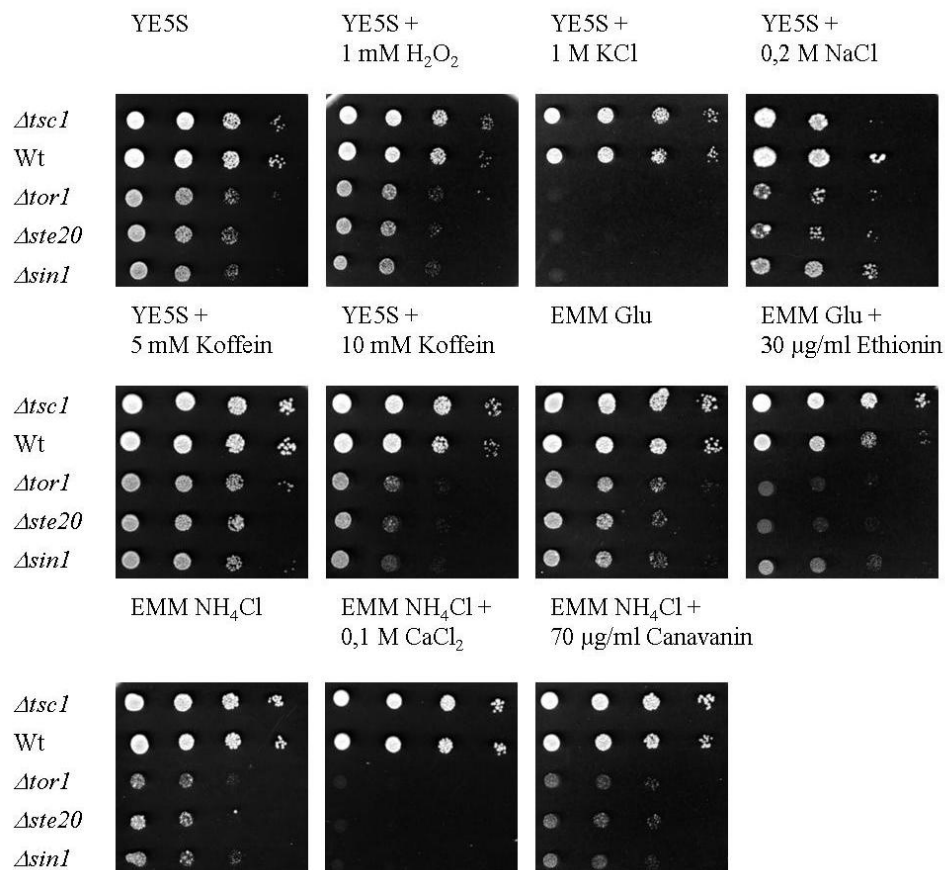 YE5S
YE5S +
1 mM H₂O₂
YE5S +
1 M KCl
YE5S +
0,2 M NaCl
Δtsc1
Wt
Δtor1
Δste20
Δsin1
YE5S +
5 mM Koffein
YE5S +
10 mM Koffein
EMM Glu
EMM Glu +
30 µg/ml Ethionin
Δtsc1
Wt
Δtor1
Δste20
Δsin1
EMM NH₄Cl
EMM NH₄Cl +
0,1 M CaCl₂
EMM NH₄Cl +
70 µg/ml Canavanin
Δtsc1
Wt
Δtor1
Δste20
Δsin1